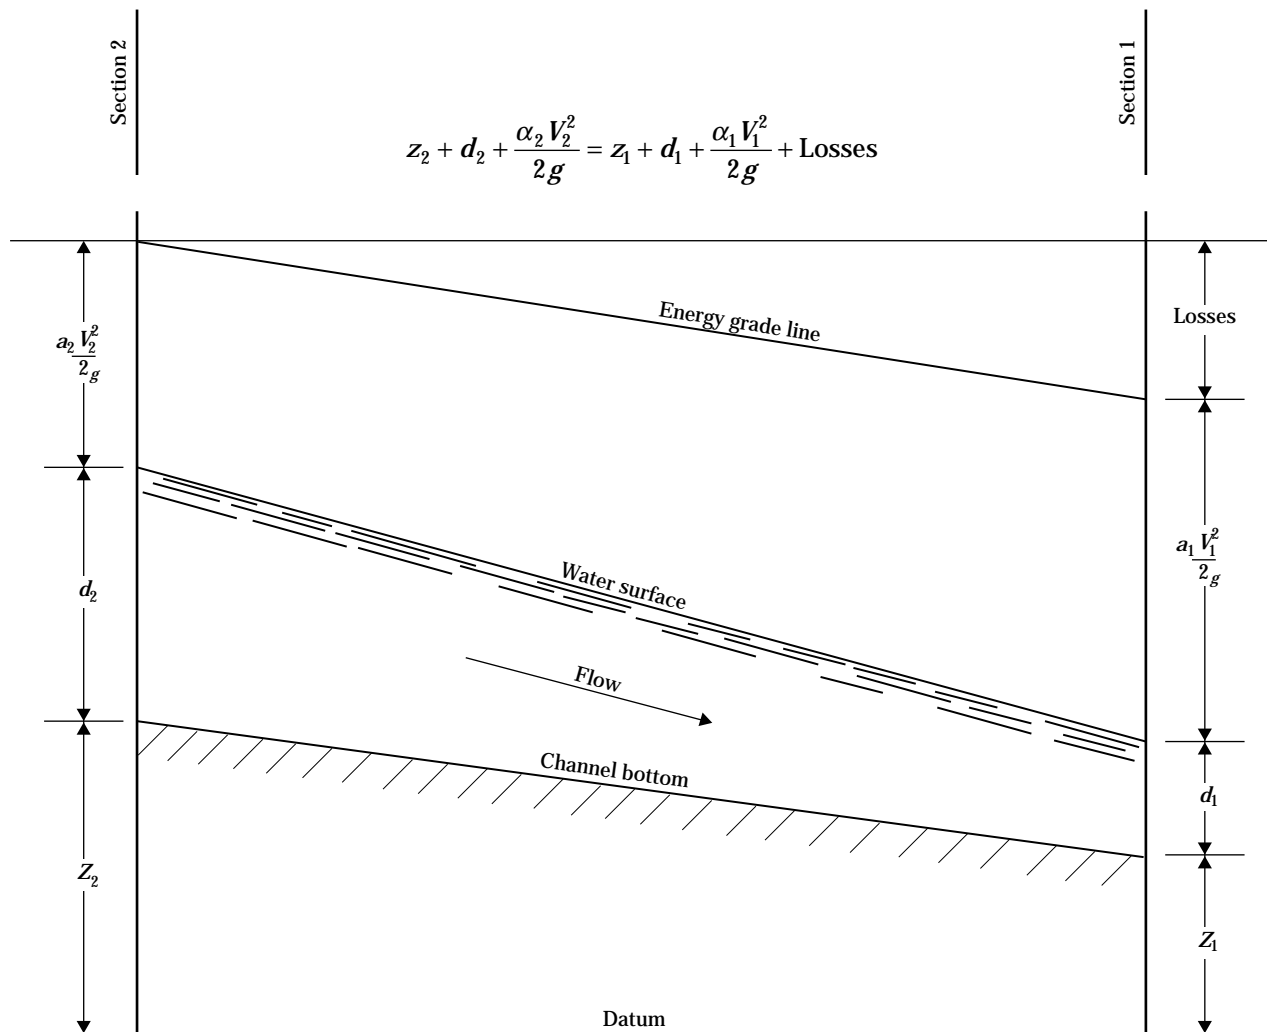 Section 2
Section 1
z₂ + d₂ + α₂V₂²/2g = z₁ + d₁ + α₁V₁²/2g + Losses
Energy grade line
Losses
a₂V₂²/2g
a₁V₁²/2g
Water surface
d₂
Flow
Channel bottom
d₁
Z₂
Z₁
Datum